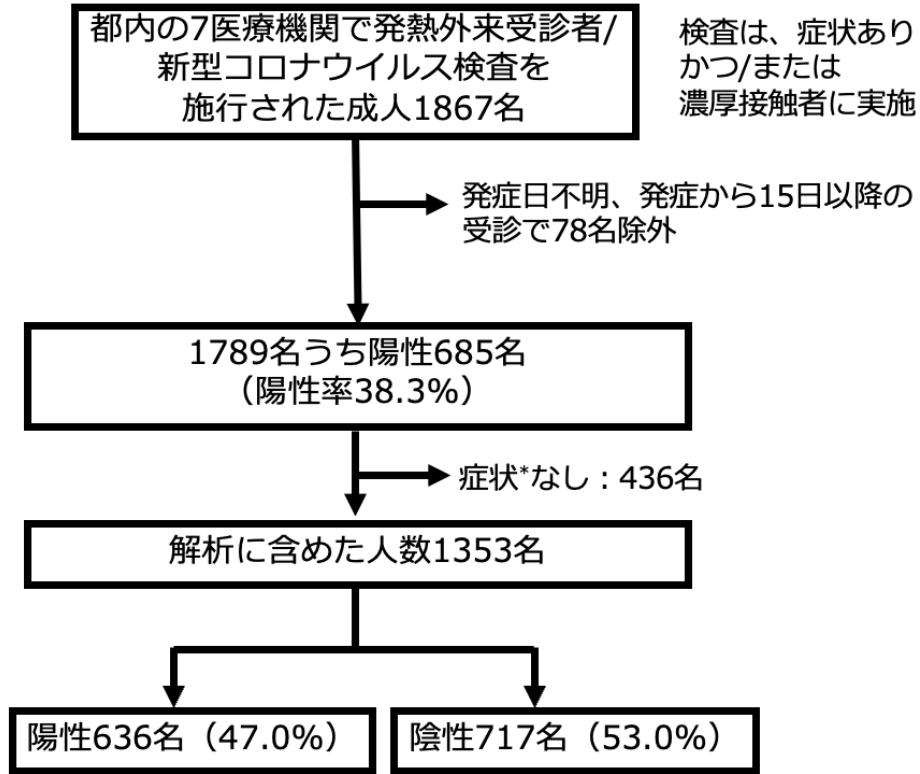 都内の7医療機関で発熱外来受診者/
新型コロナウイルス検査を
施行された成人1867名
検査は、症状あり
かつ/または
濃厚接触者に実施
発症日不明、発症から15日以降の
受診で78名除外
1789名うち陽性685名
（陽性率38.3%）
症状*なし：436名
解析に含めた人数1353名
陽性636名（47.0%）
陰性717名（53.0%）